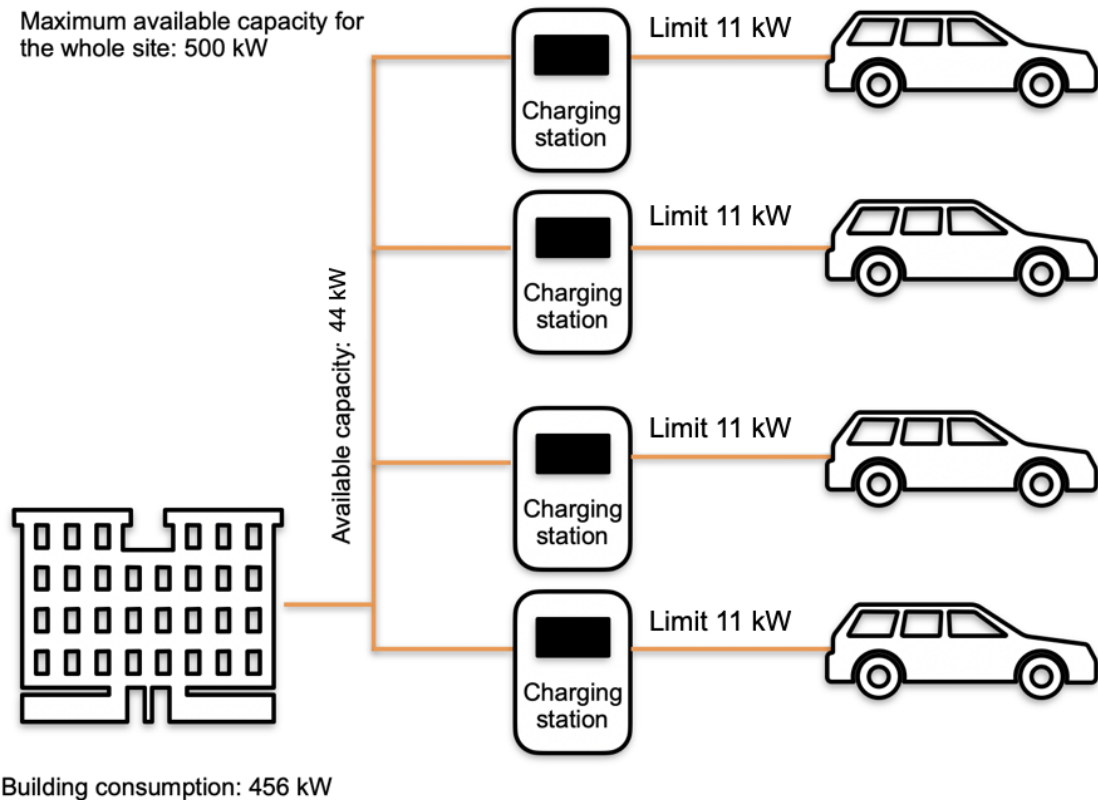 Maximum available capacity for
the whole site: 500 kW
Limit 11 kW
Charging
station
Limit 11 kW
Charging
station
Available capacity: 44 kW
Limit 11 kW
Charging
station
Limit 11 kW
Charging
station
Building consumption: 456 kW